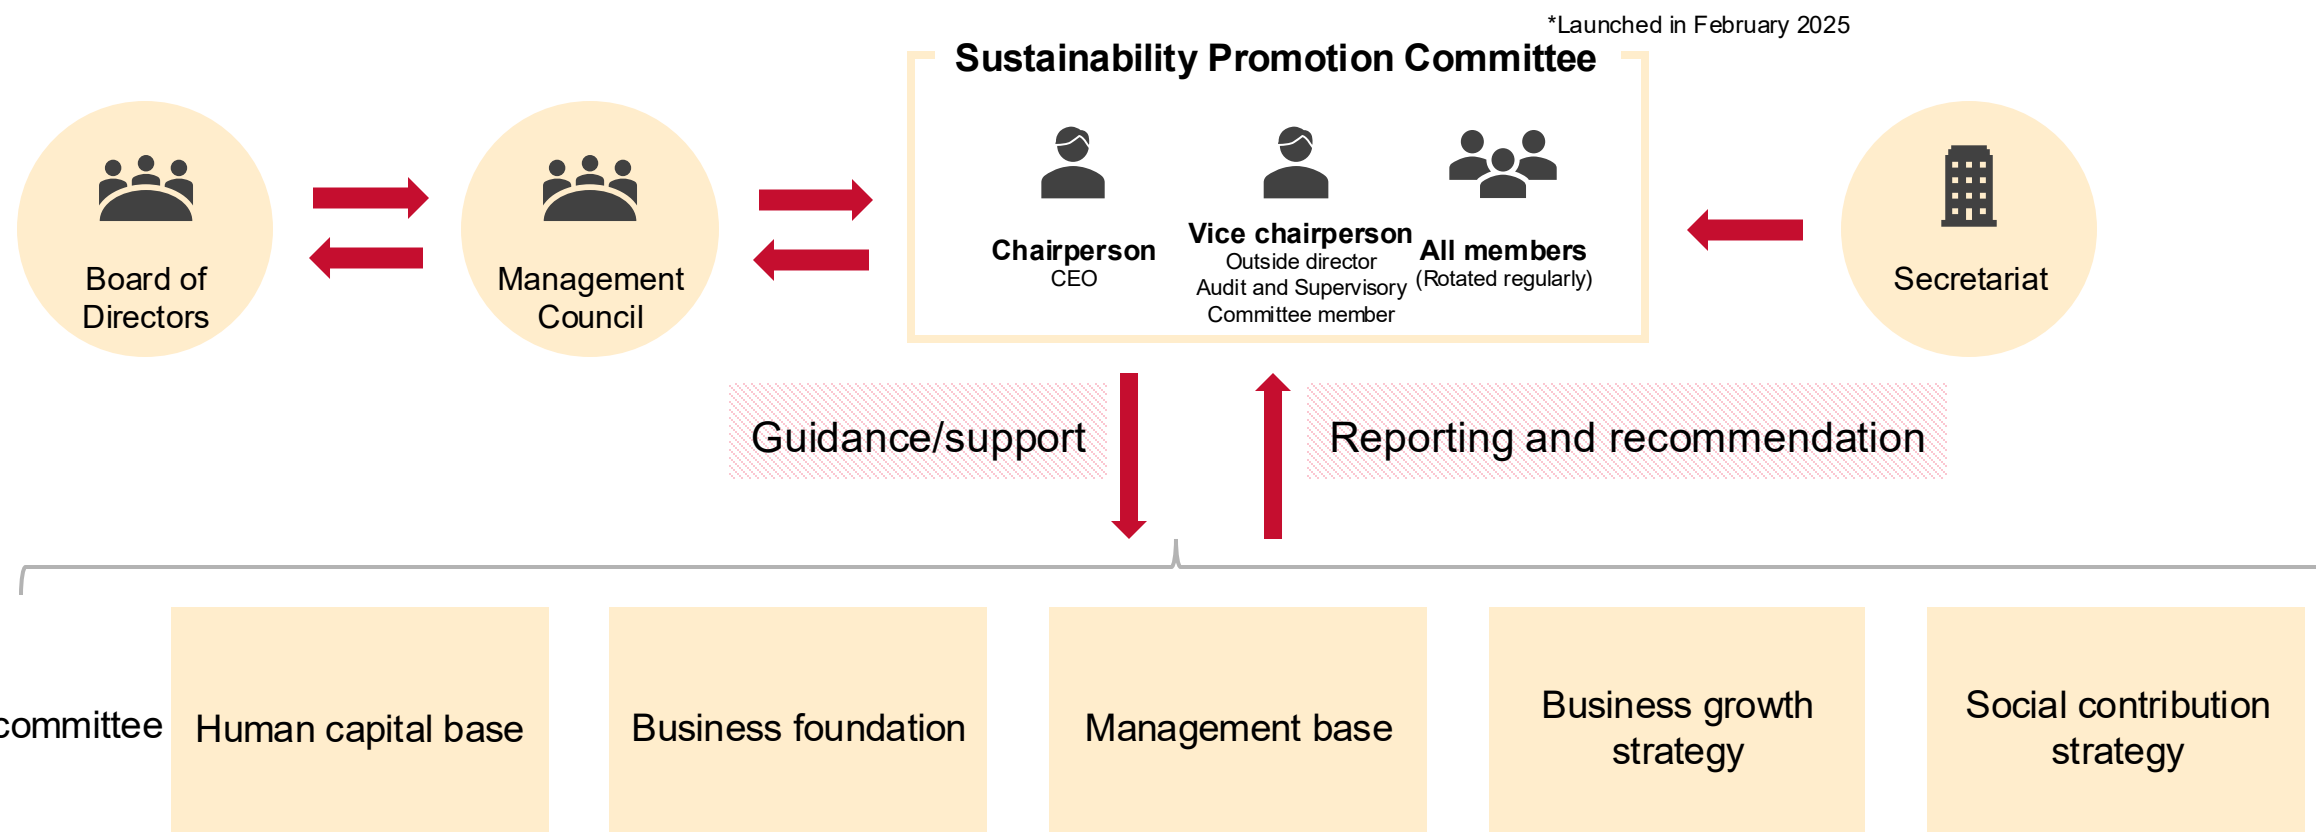 *Launched in February 2025
Sustainability Promotion Committee
Board of
Directors
Management
Council
Chairperson
CEO
Vice chairperson
Outside director
Audit and Supervisory
Committee member
All members
(Rotated regularly)
Secretariat
Guidance/support
Reporting and recommendation
committee
Human capital base
Business foundation
Management base
Business growth
strategy
Social contribution
strategy